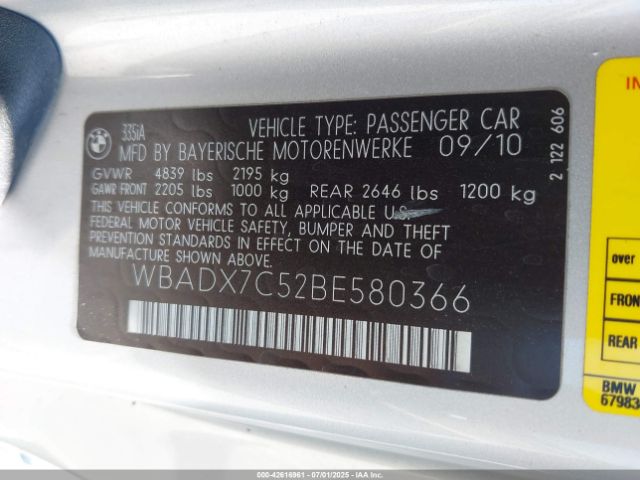 BMW
335iA
VEHICLE TYPE: PASSENGER CAR
MFD BY BAYERISCHE MOTORENWERKE 09/10
GVWR 4839 lbs 2195 kg
GAWR FRONT 2205 lbs 1000 kg REAR 2646 lbs 1200 kg
THIS VEHICLE CONFORMS TO ALL APPLICABLE U.S.
FEDERAL MOTOR VEHICLE SAFETY, BUMPER AND THEFT
PREVENTION STANDARDS IN EFFECT ON THE DATE OF
MANUFACTURE SHOWN ABOVE.
WBADX7C52BE580366
2 122 606
over
FRON
REAR
BMW
6798
000-42616961 - 07/01/2025 - IAA, Inc.